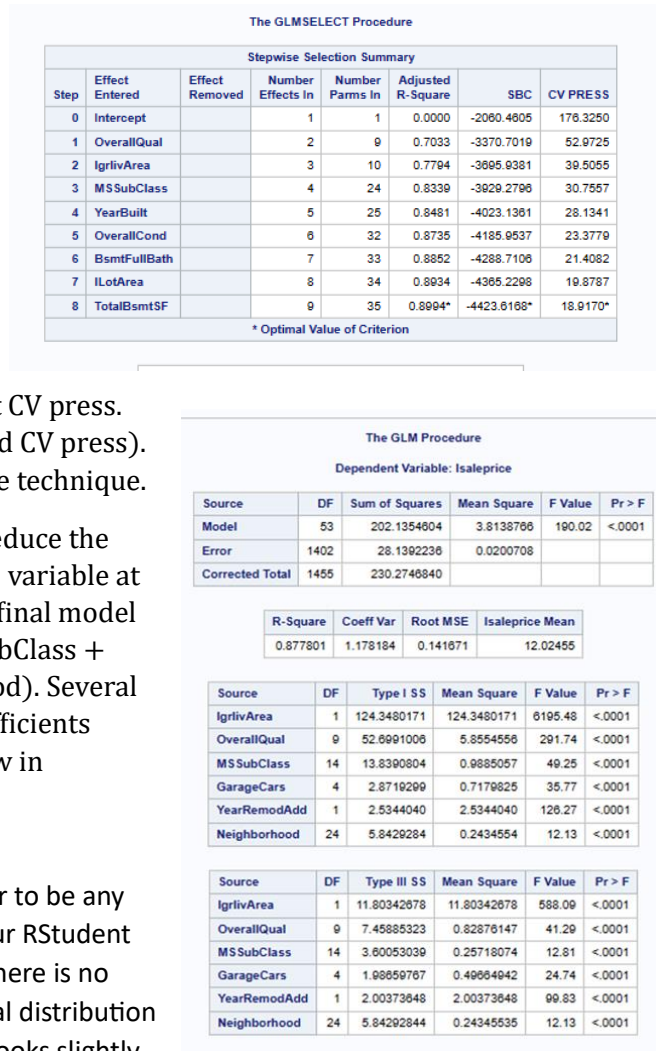 The GLMSELECT Procedure
Stepwise Selection Summary
Step Effect Entered Effect Removed Number Effects In Number Parms In Adjusted R-Square SBC CV PRESS
0 Intercept 1 1 0.0000 -2060.4605 176.3250
1 OverallQual 2 9 0.7033 -3370.7019 52.9725
2 lgrlivArea 3 10 0.7794 -3695.9381 39.5055
3 MSSubClass 4 24 0.8339 -3929.2796 30.7557
4 YearBuilt 5 25 0.8481 -4023.1361 28.1341
5 OverallCond 6 32 0.8735 -4185.9537 23.3779
6 BsmtFullBath 7 33 0.8852 -4288.7106 21.4082
7 lLotArea 8 34 0.8934 -4365.2298 19.8787
8 TotalBsmtSF 9 35 0.8994* -4423.6168* 18.9170*
* Optimal Value of Criterion
t CV press.
d CV press).
e technique.
educe the
variable at
final model
bClass +
od). Several
fficients
w in
r to be any
ur RStudent
here is no
al distribution
ooks slightly
The GLM Procedure
Dependent Variable: lsaleprice
Source DF Sum of Squares Mean Square F Value Pr > F
Model 53 202.1354604 3.8138766 190.02 <.0001
Error 1402 28.1392236 0.0200708
Corrected Total 1455 230.2746840
R-Square Coeff Var Root MSE lsaleprice Mean
0.877801 1.178184 0.141671 12.02455
Source DF Type I SS Mean Square F Value Pr > F
lgrlivArea 1 124.3480171 124.3480171 6195.48 <.0001
OverallQual 9 52.6991006 5.8554556 291.74 <.0001
MSSubClass 14 13.8390804 0.9885057 49.25 <.0001
GarageCars 4 2.8719299 0.7179825 35.77 <.0001
YearRemodAdd 1 2.5344040 2.5344040 126.27 <.0001
Neighborhood 24 5.8429284 0.2434554 12.13 <.0001
Source DF Type III SS Mean Square F Value Pr > F
lgrlivArea 1 11.80342678 11.80342678 588.09 <.0001
OverallQual 9 7.45885323 0.82876147 41.29 <.0001
MSSubClass 14 3.60053039 0.25718074 12.81 <.0001
GarageCars 4 1.98659767 0.49664942 24.74 <.0001
YearRemodAdd 1 2.00373648 2.00373648 99.83 <.0001
Neighborhood 24 5.84292844 0.24345535 12.13 <.0001